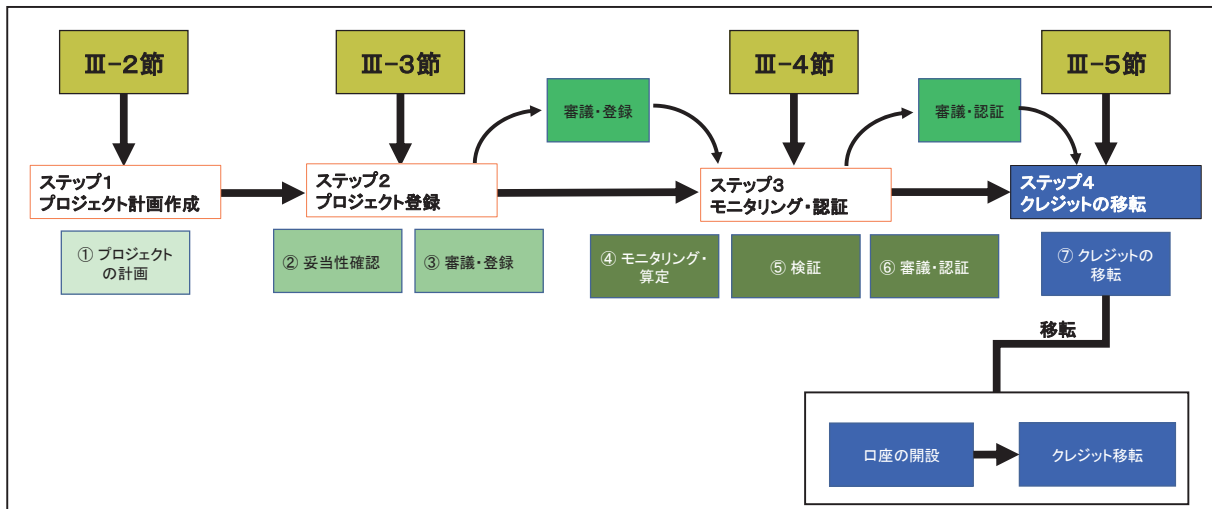 Ⅲ-2節
Ⅲ-3節
Ⅲ-4節
Ⅲ-5節
審議・登録
審議・認証
ステップ1
プロジェクト計画作成
ステップ2
プロジェクト登録
ステップ3
モニタリング・認証
ステップ4
クレジットの移転
① プロジェクト
の計画
② 妥当性確認
③ 審議・登録
④ モニタリング・
算定
⑤ 検証
⑥ 審議・認証
⑦ クレジットの
移転
移転
口座の開設
クレジット移転